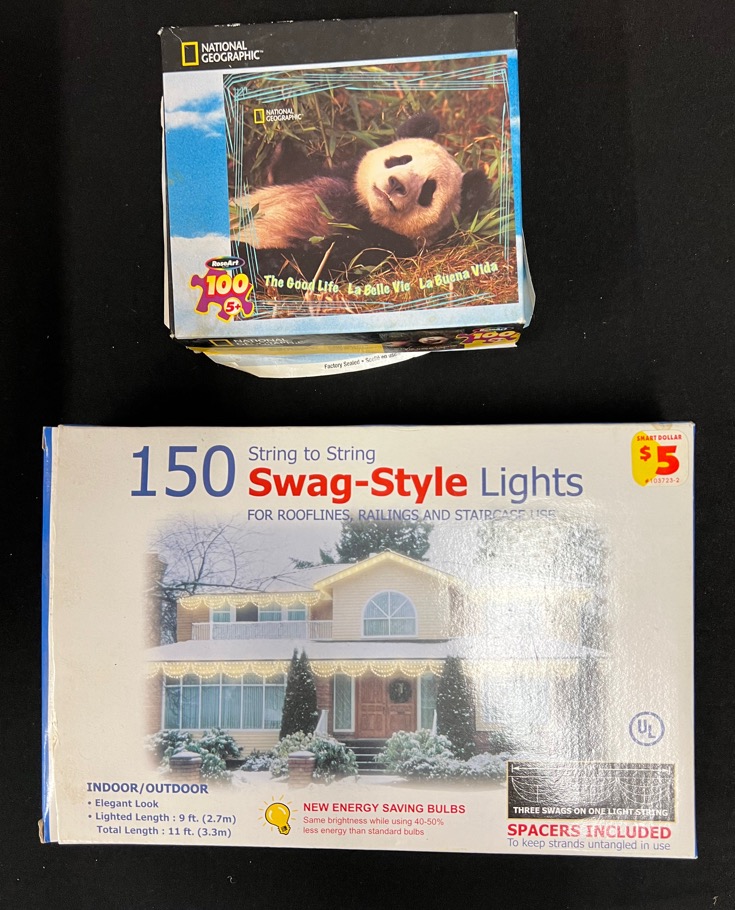 NATIONAL
GEOGRAPHIC™
NATIONAL
GEOGRAPHIC
RoseArt
100
5+
The Good Life La Belle Vie La Buena Vida
NATIONAL
GEOGRAPHIC
RoseArt
100
Factory Sealed •
150 String to String
Swag-Style Lights
FOR ROOFLINES, RAILINGS AND STAIRCASE USE
SMART DOLLAR
$5
UL
INDOOR/OUTDOOR
• Elegant Look
• Lighted Length : 9 ft. (2.7m)
Total Length : 11 ft. (3.3m)
NEW ENERGY SAVING BULBS
Same brightness while using 40-50%
less energy than standard bulbs
THREE SWAGS ON ONE LIGHT STRING
SPACERS INCLUDED
To keep strands untangled in use